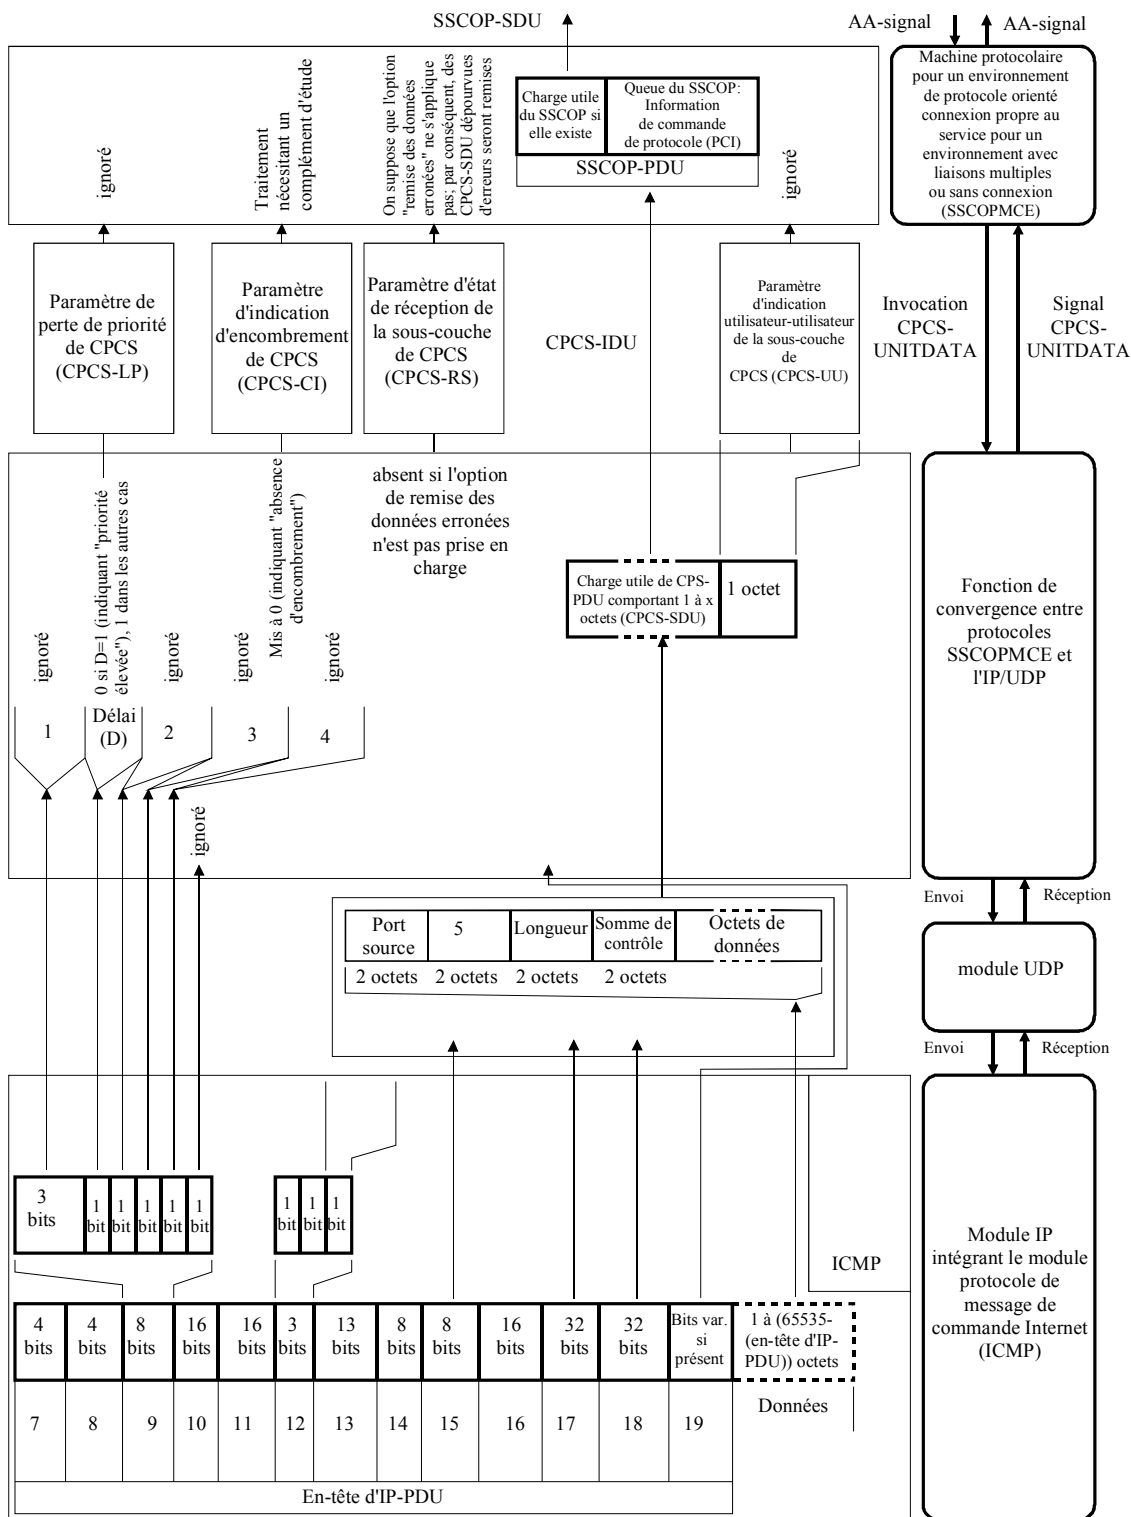 SSCOP-SDU
AA-signal
AA-signal
ignoré
Traitement
nécesitant un
complément d'étude
On suppose que l'option
"remise des données
erronées" ne s'applique
pas; par conséquent, des
CPCS-SDU dépourvues
d'erreurs seront remises
Charge utile
du SSCOP si
elle existe
Queue du SSCOP:
Information
de commande
de protocole (PCI)
SSCOP-PDU
ignoré
Machine protocolaire
pour un environnement
de protocole orienté
connexion propre au
service pour un
environnement avec
liaisons multiples
ou sans connexion
(SSCOPMCE)
Paramètre de
perte de priorité
de CPCS
(CPCS-LP)
Paramètre
d'indication
d'encombrement
de CPCS
(CPCS-CI)
Paramètre d'état
de réception de
la sous-couche
de CPCS
(CPCS-RS)
CPCS-IDU
Paramètre
d'indication
utilisateur-utilisateur
de la sous-couche
de
CPCS (CPCS-UU)
Invocation
CPCS-
UNITDATA
Signal
CPCS-
UNITDATA
ignoré
0 si D=1 (indiquant "priorité
élevée"), 1 dans les autres cas
ignoré
ignoré
Mis à 0 (indiquant "absence
d'encombrement")
ignoré
absent si l'option
de remise des
données erronées
n'est pas prise en
charge
Charge utile de CPS-
PDU comportant 1 à x
octets (CPCS-SDU)
1 octet
Fonction de
convergence entre
protocoles
SSCOPMCE et
l'IP/UDP
1
Délai
(D)
2
3
4
ignoré
Envoi
Réception
Port
source
5
Longueur
Somme de
contrôle
Octets de
données
2 octets
2 octets
2 octets
2 octets
module UDP
Envoi
Réception
3
bits
1
bit
1
bit
1
bit
1
bit
1
bit
1
bit
1
bit
1
bit
ICMP
Module IP
intégrant le module
protocole de
message de
commande Internet
(ICMP)
4
bits
4
bits
8
bits
16
bits
16
bits
3
bits
13
bits
8
bits
8
bits
16
bits
32
bits
32
bits
Bits var.
si
présent
1 à (65535-
(en-tête d'IP-
PDU)) octets
Données
7
8
9
10
11
12
13
14
15
16
17
18
19
En-tête d'IP-PDU